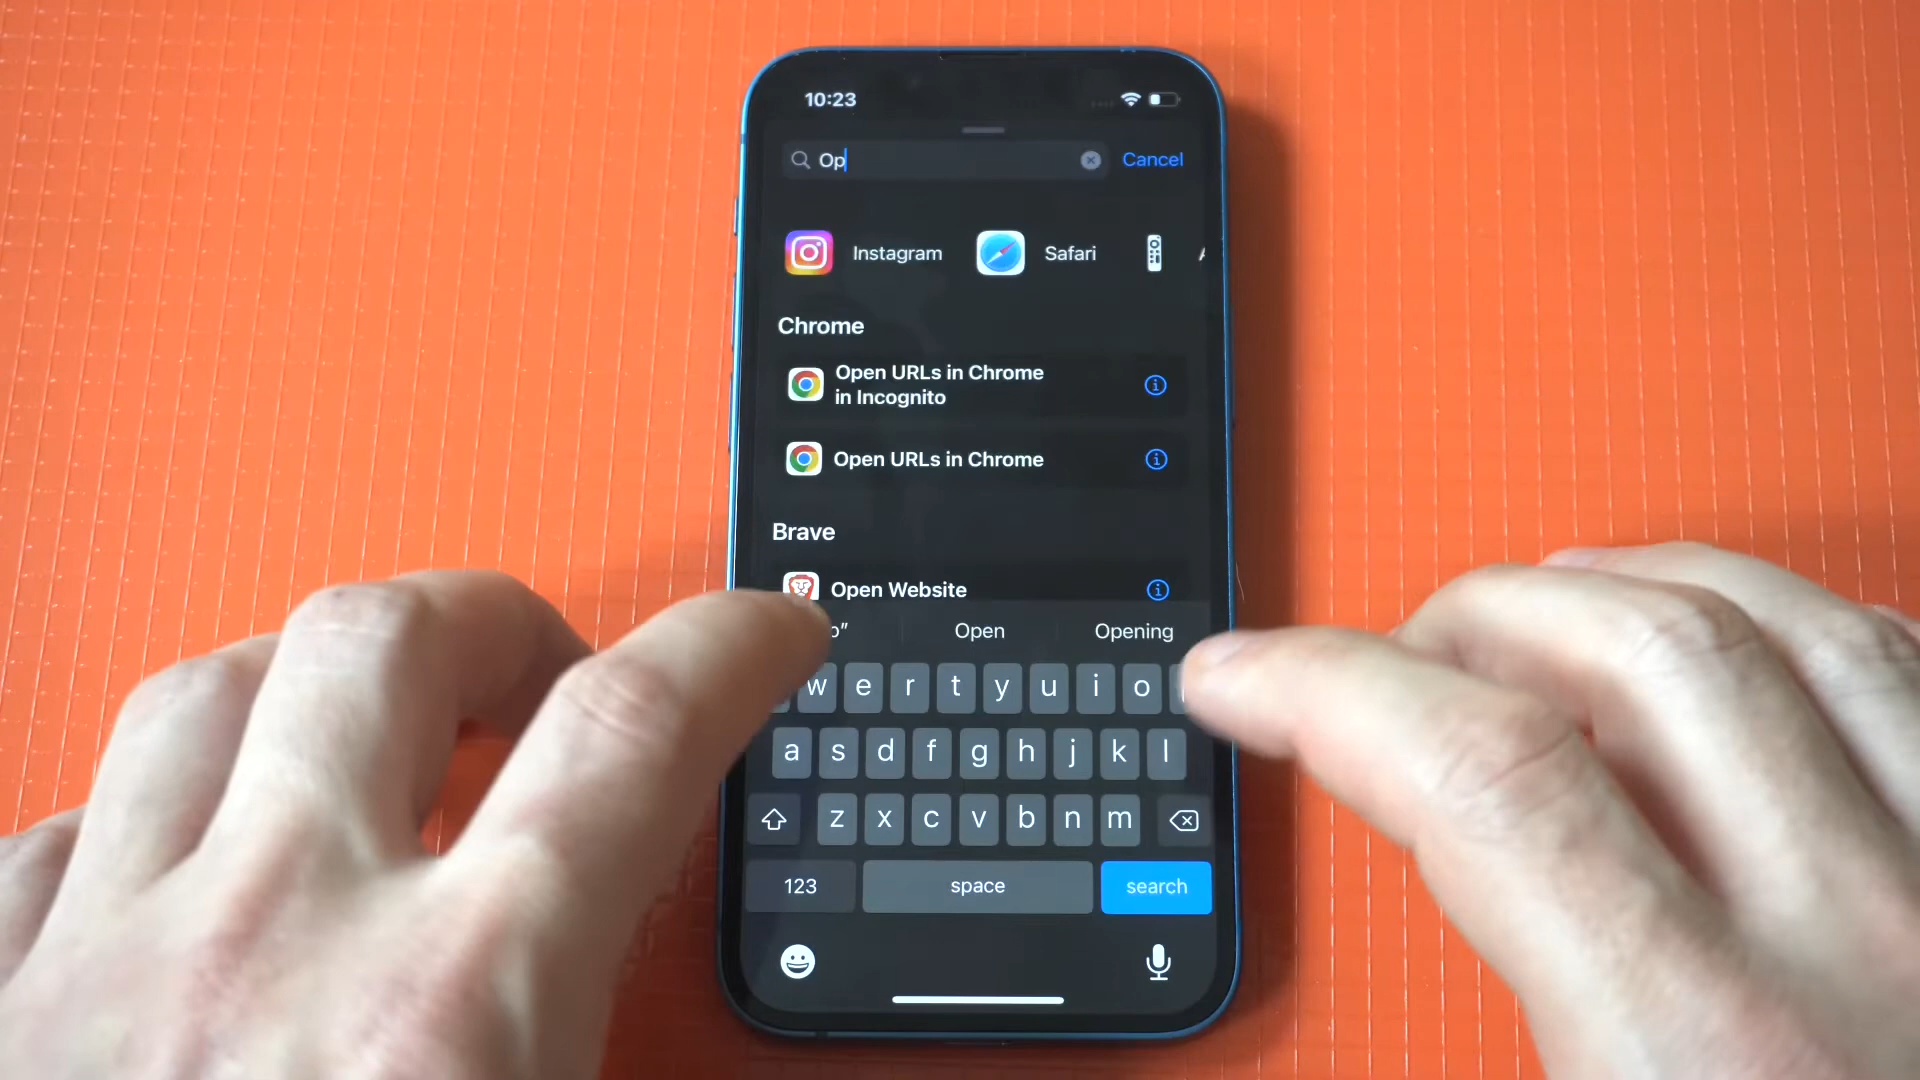 10:23
Op
Cancel
Instagram
Safari
Chrome
Open URLs in Chrome
in Incognito
Open URLs in Chrome
Brave
Open Website
Open
Opening
w e r t y u i o
a s d f g h j k l
z x c v b n m
123
space
search